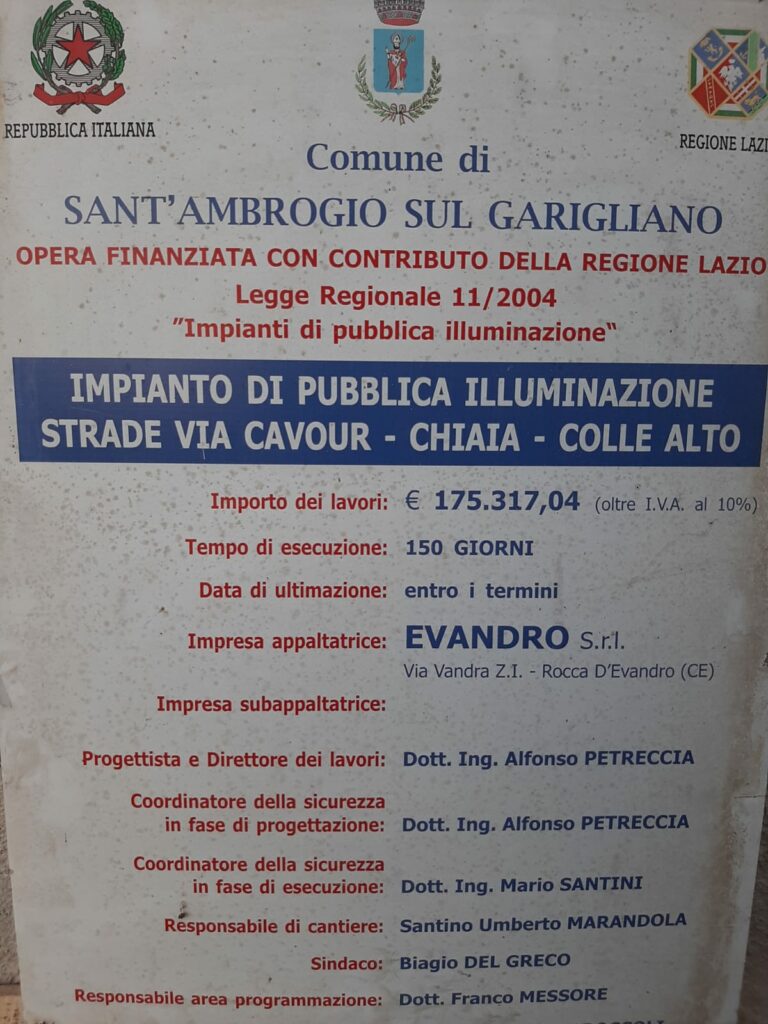 REPUBBLICA ITALIANA
REGIONE LAZI
Comune di
SANT'AMBROGIO SUL GARIGLIANO
OPERA FINANZIATA CON CONTRIBUTO DELLA REGIONE LAZIO
Legge Regionale 11/2004
"Impianti di pubblica illuminazione“
IMPIANTO DI PUBBLICA ILLUMINAZIONE
STRADE VIA CAVOUR - CHIAIA - COLLE ALTO
Importo dei lavori: € 175.317,04 (oltre I.V.A. al 10%)
Tempo di esecuzione: 150 GIORNI
Data di ultimazione: entro i termini
Impresa appaltatrice: EVANDRO S.r.l.
Via Vandra Z.I. - Rocca D'Evandro (CE)
Impresa subappaltatrice:
Progettista e Direttore dei lavori: Dott. Ing. Alfonso PETRECCIA
Coordinatore della sicurezza
in fase di progettazione: Dott. Ing. Alfonso PETRECCIA
Coordinatore della sicurezza
in fase di esecuzione: Dott. Ing. Mario SANTINI
Responsabile di cantiere: Santino Umberto MARANDOLA
Sindaco: Biagio DEL GRECO
Responsabile area programmazione: Dott. Franco MESSORE